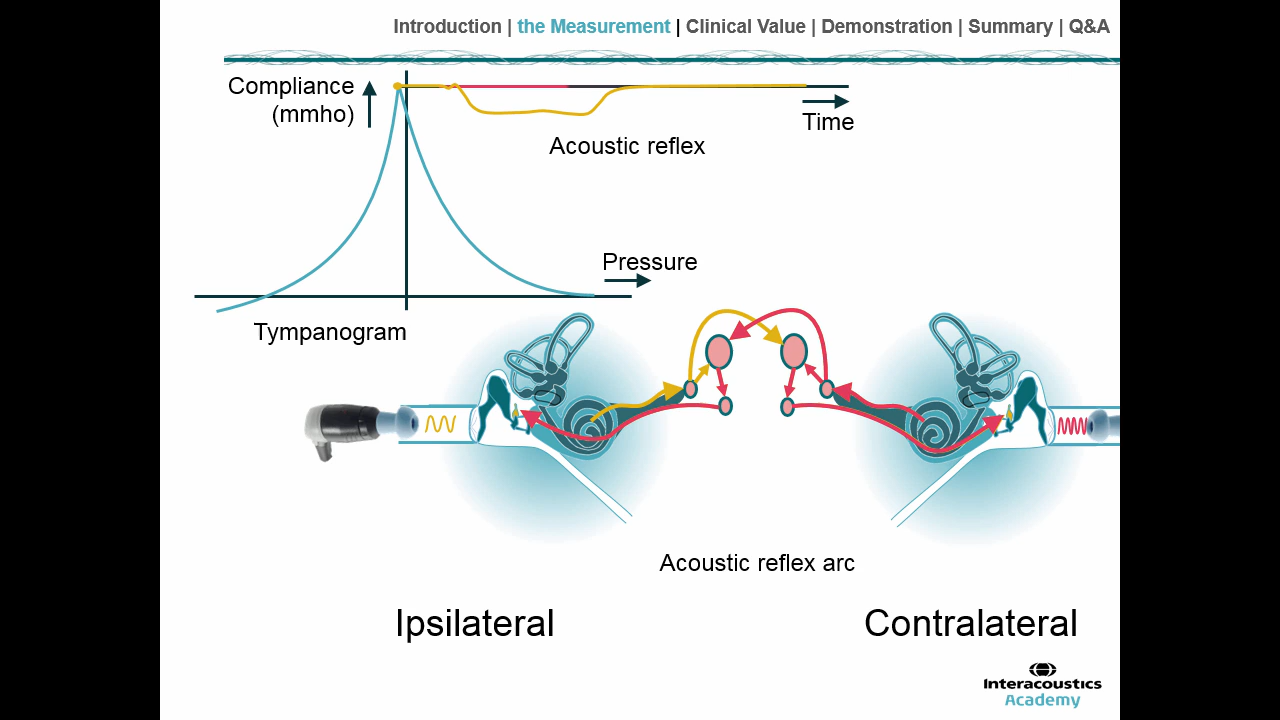 Introduction | the Measurement | Clinical Value | Demonstration | Summary | Q&A
Compliance
(mmho)
Time
Acoustic reflex
Pressure
Tympanogram
Acoustic reflex arc
Ipsilateral
Contralateral
Interacoustics
Academy